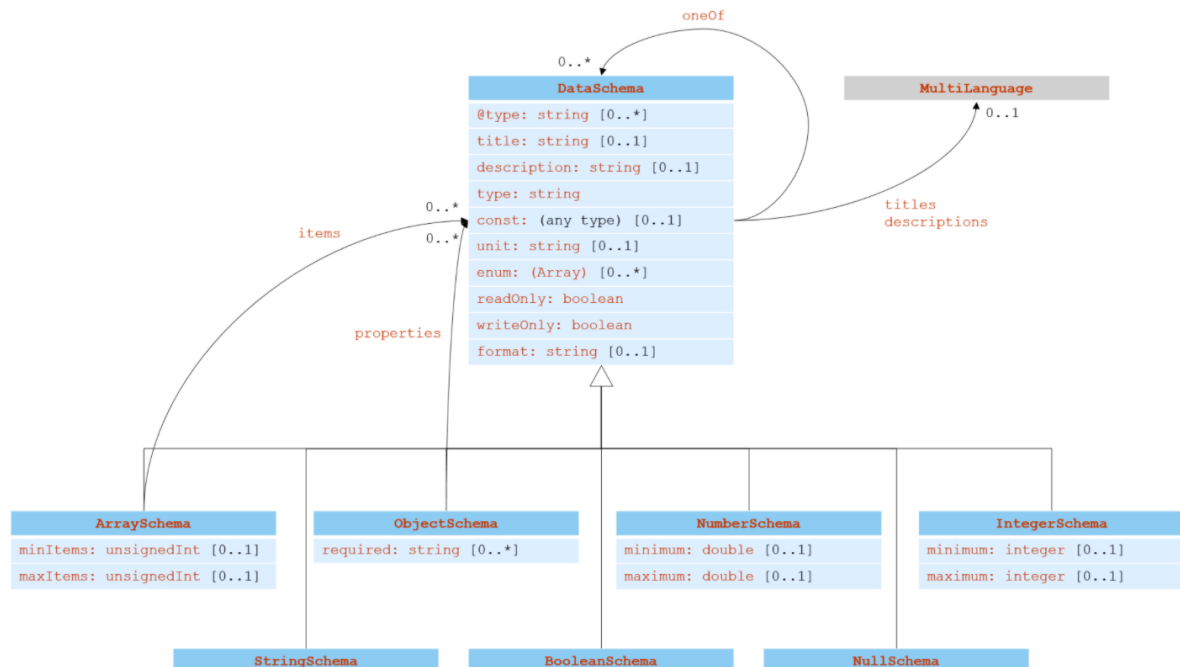 oneOf
0..*
DataSchema
MultiLanguage
@type: string [0..*]
0..1
title: string [0..1]
description: string [0..1]
type: string
0..*
const: (any type) [0..1]
titles
descriptions
items
0..*
unit: string [0..1]
enum: (Array) [0..*]
readOnly: boolean
properties
writeOnly: boolean
format: string [0..1]
ArraySchema
minItems: unsignedInt [0..1]
maxItems: unsignedInt [0..1]
ObjectSchema
required: string [0..*]
NumberSchema
minimum: double [0..1]
maximum: double [0..1]
IntegerSchema
minimum: integer [0..1]
maximum: integer [0..1]
StringSchema
BooleanSchema
NullSchema